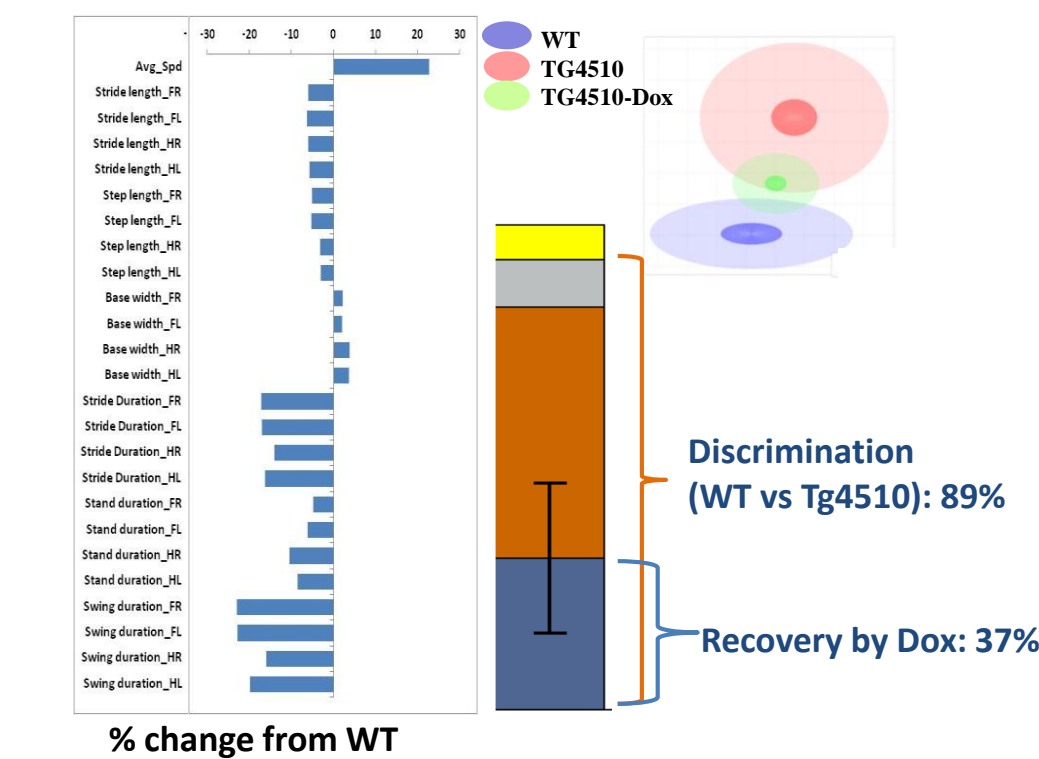 - -30 -20 -10 0 10 20 30
Avg_Spd
Stride length_FR
Stride length_FL
Stride length_HR
Stride length_HL
Step length_FR
Step length_FL
Step length_HR
Step length_HL
Base width_FR
Base width_FL
Base width_HR
Base width_HL
Stride Duration_FR
Stride Duration_FL
Stride Duration_HR
Stride Duration_HL
Stand duration_FR
Stand duration_FL
Stand duration_HR
Stand duration_HL
Swing duration_FR
Swing duration_FL
Swing duration_HR
Swing duration_HL
% change from WT
WT
TG4510
TG4510-Dox
Discrimination
(WT vs Tg4510): 89%
Recovery by Dox: 37%